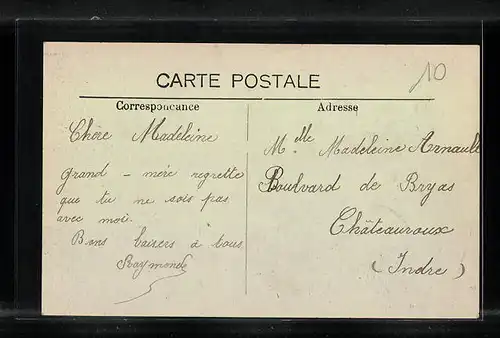 10
CARTE POSTALE
Correspondance
Chère Madeleine
Grand - mère regrette
que tu ne sois pas
avec moi.
Bons baisers à tous
Raymonde
Adresse
Mlle Madeleine Arnault
Boulvard de Bryas
Châteauroux
(Indre)